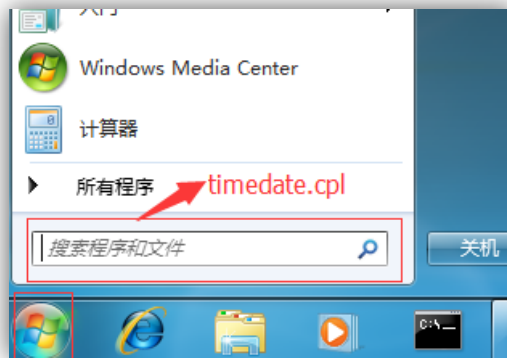 Windows Media Center
计算器
所有程序
timedate.cpl
搜索程序和文件
关机
C:\